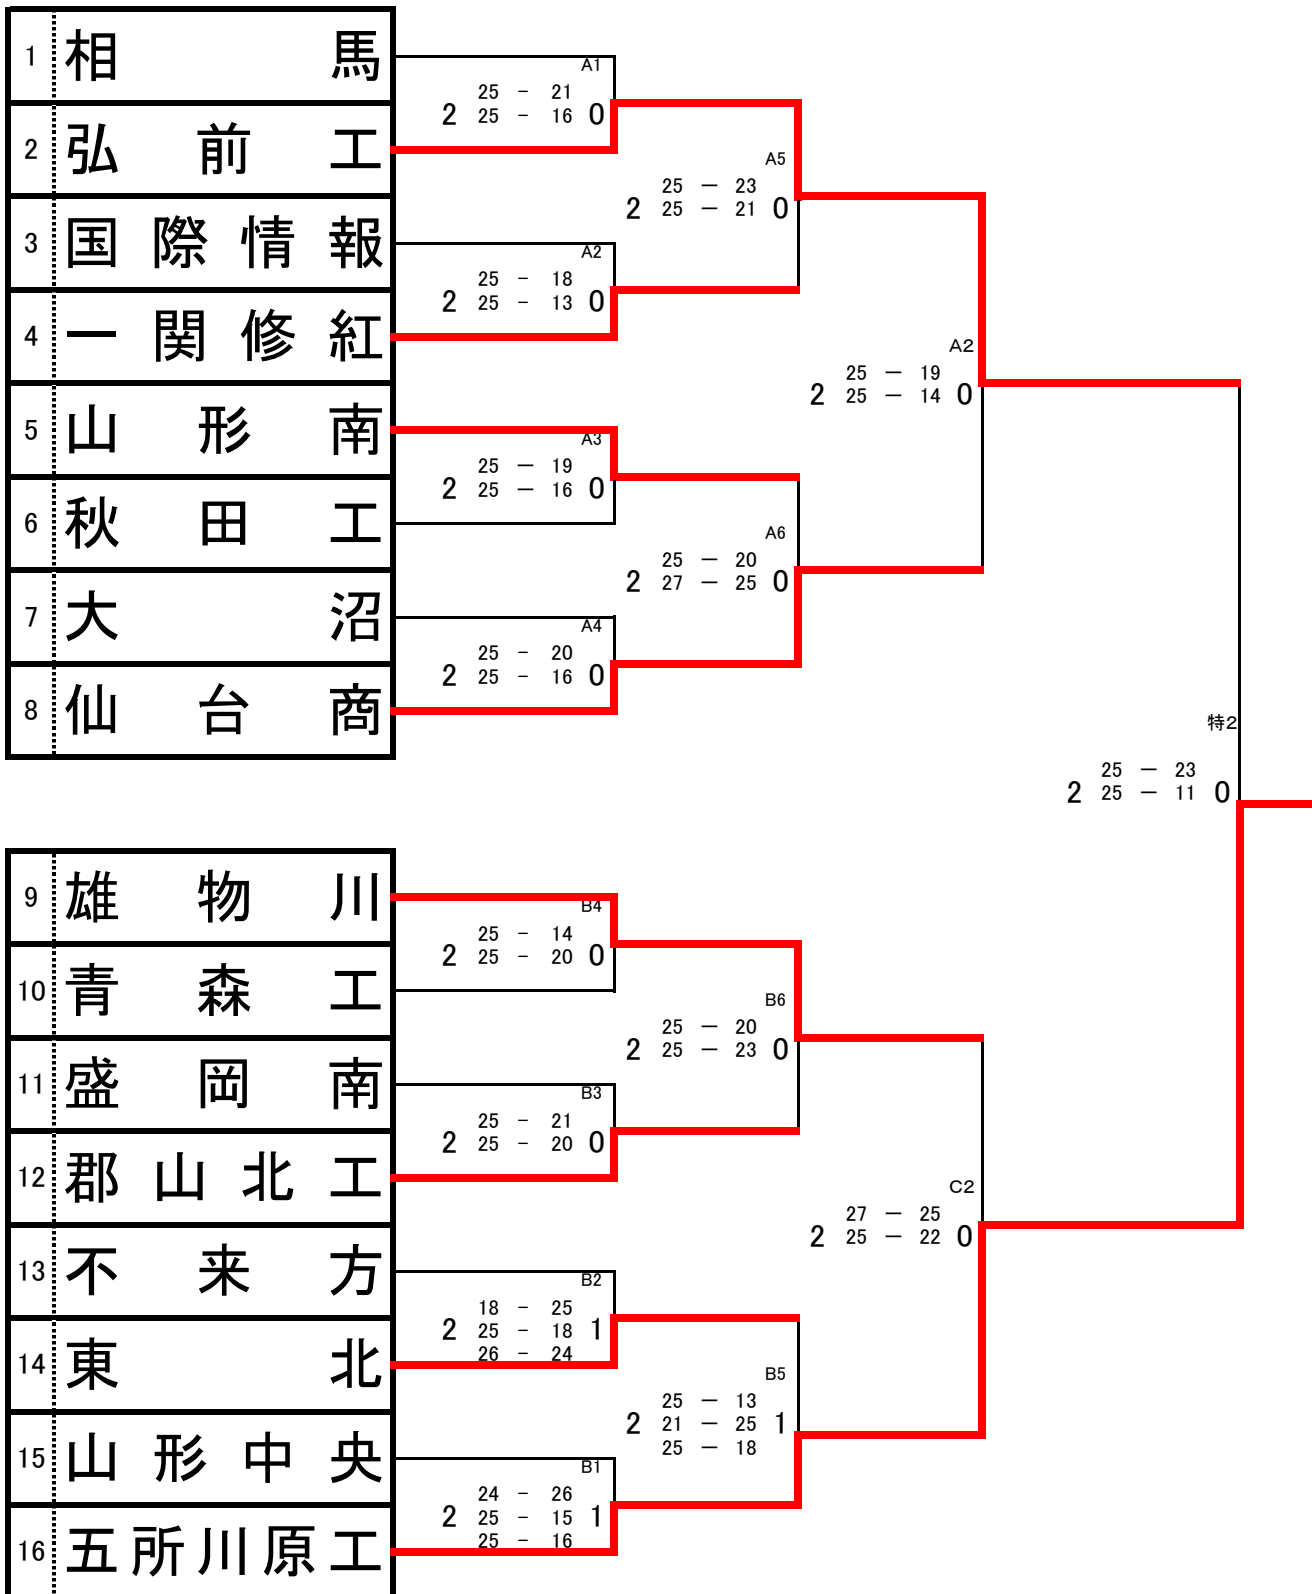 1 相馬
A1
25 - 21
2 25 - 16 0
2 弘前工
A5
25 － 23
2 25 － 21 0
3 国際情報
A2
25 - 18
2 25 - 13 0
4 一関修紅
A2
25 － 19
2 25 － 14 0
5 山形南
A3
25 － 19
2 25 － 16 0
6 秋田工
A6
25 － 20
2 27 － 25 0
7 大沼
A4
25 - 20
2 25 - 16 0
8 仙台商
特2
25 － 23
2 25 － 11 0
9 雄物川
B4
25 - 14
2 25 - 20 0
10 青森工
B6
25 － 20
2 25 － 23 0
11 盛岡南
B3
25 - 21
2 25 - 20 0
12 郡山北工
C2
27 － 25
2 25 － 22 0
13 不来方
B2
18 - 25
2 25 - 18 1
26 - 24
14 東北
B5
25 － 13
2 21 － 25 1
25 － 18
15 山形中央
B1
24 - 26
2 25 - 15 1
25 - 16
16 五所川原工